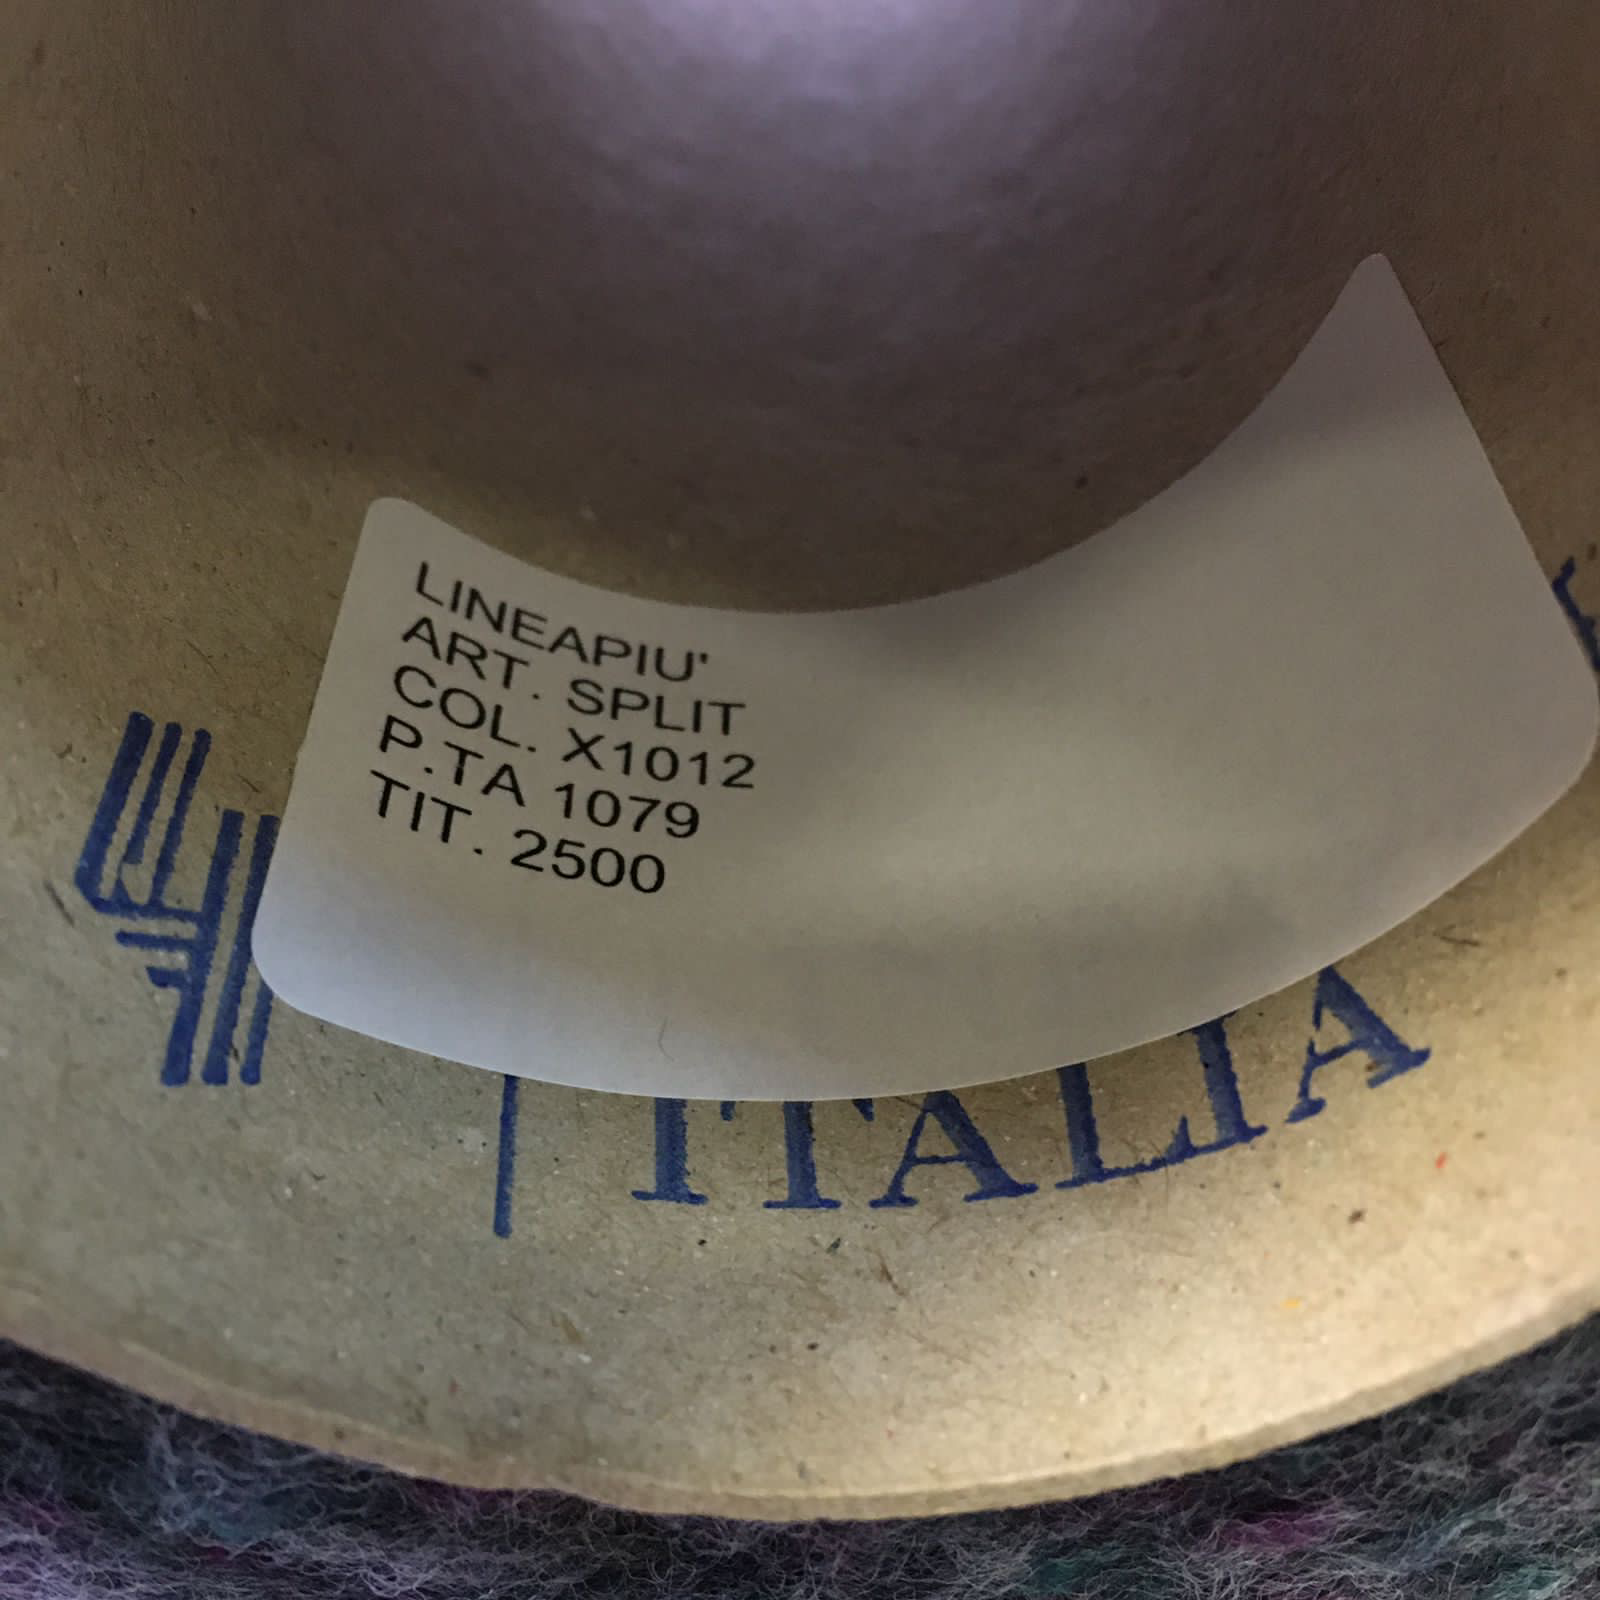 LINEAPIU'
ART. SPLIT
COL. X1012
P.TA 1079
TIT. 2500
ITALIA